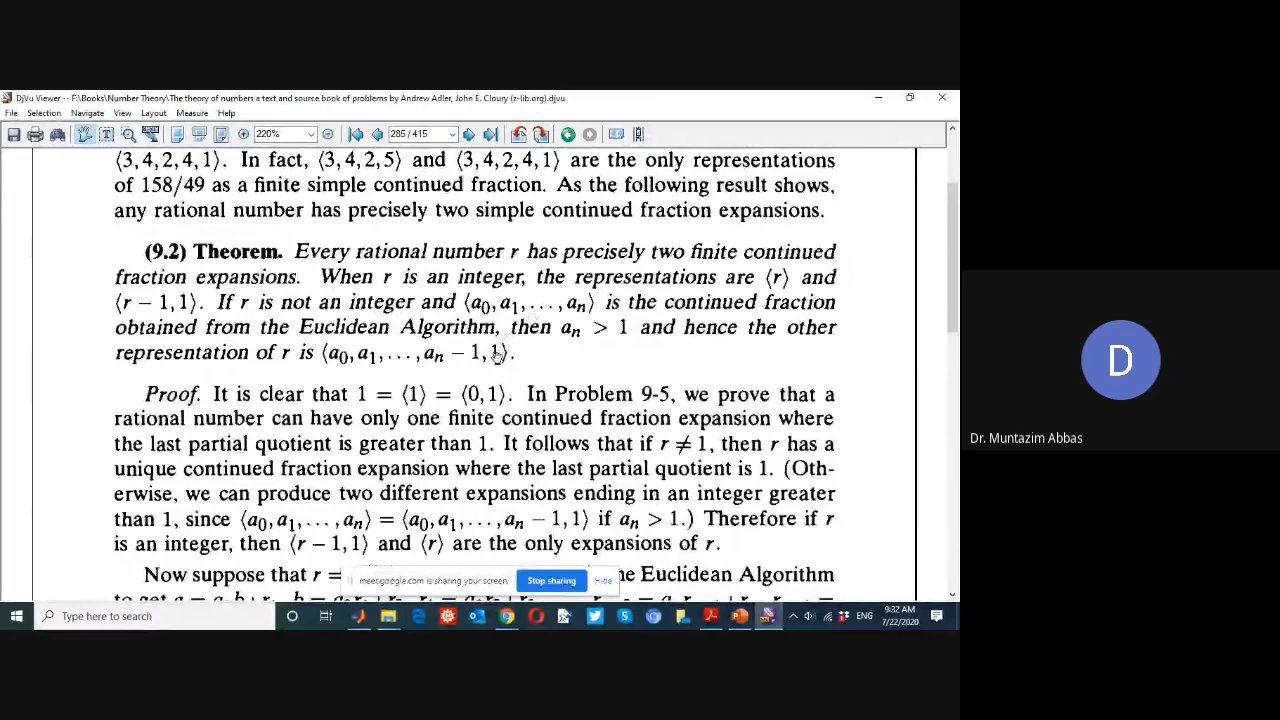 DjVu Viewer -- F:\Books\Number Theory\The theory of numbers a text and source book of problems by Andrew Adler, John E. Cloury (z-lib.org).djvu
File Selection Navigate View Layout Measure Help
220% 285 / 415
⟨3, 4, 2, 4, 1⟩. In fact, ⟨3, 4, 2, 5⟩ and ⟨3, 4, 2, 4, 1⟩ are the only representations
of 158/49 as a finite simple continued fraction. As the following result shows,
any rational number has precisely two simple continued fraction expansions.
(9.2) Theorem. Every rational number r has precisely two finite continued
fraction expansions. When r is an integer, the representations are ⟨r⟩ and
⟨r − 1, 1⟩. If r is not an integer and ⟨a₀, a₁, . . . , aₙ⟩ is the continued fraction
obtained from the Euclidean Algorithm, then aₙ > 1 and hence the other
representation of r is ⟨a₀, a₁, . . . , aₙ − 1, 1⟩.
Proof. It is clear that 1 = ⟨1⟩ = ⟨0, 1⟩. In Problem 9-5, we prove that a
rational number can have only one finite continued fraction expansion where
the last partial quotient is greater than 1. It follows that if r ≠ 1, then r has a
unique continued fraction expansion where the last partial quotient is 1. (Oth-
erwise, we can produce two different expansions ending in an integer greater
than 1, since ⟨a₀, a₁, . . . , aₙ⟩ = ⟨a₀, a₁, . . . , aₙ − 1, 1⟩ if aₙ > 1.) Therefore if r
is an integer, then ⟨r − 1, 1⟩ and ⟨r⟩ are the only expansions of r.
Now suppose that r = the Euclidean Algorithm
meet.google.com is sharing your screen. Stop sharing Hide
Type here to search
ENG
9:32 AM
7/22/2020
D
Dr. Muntazim Abbas